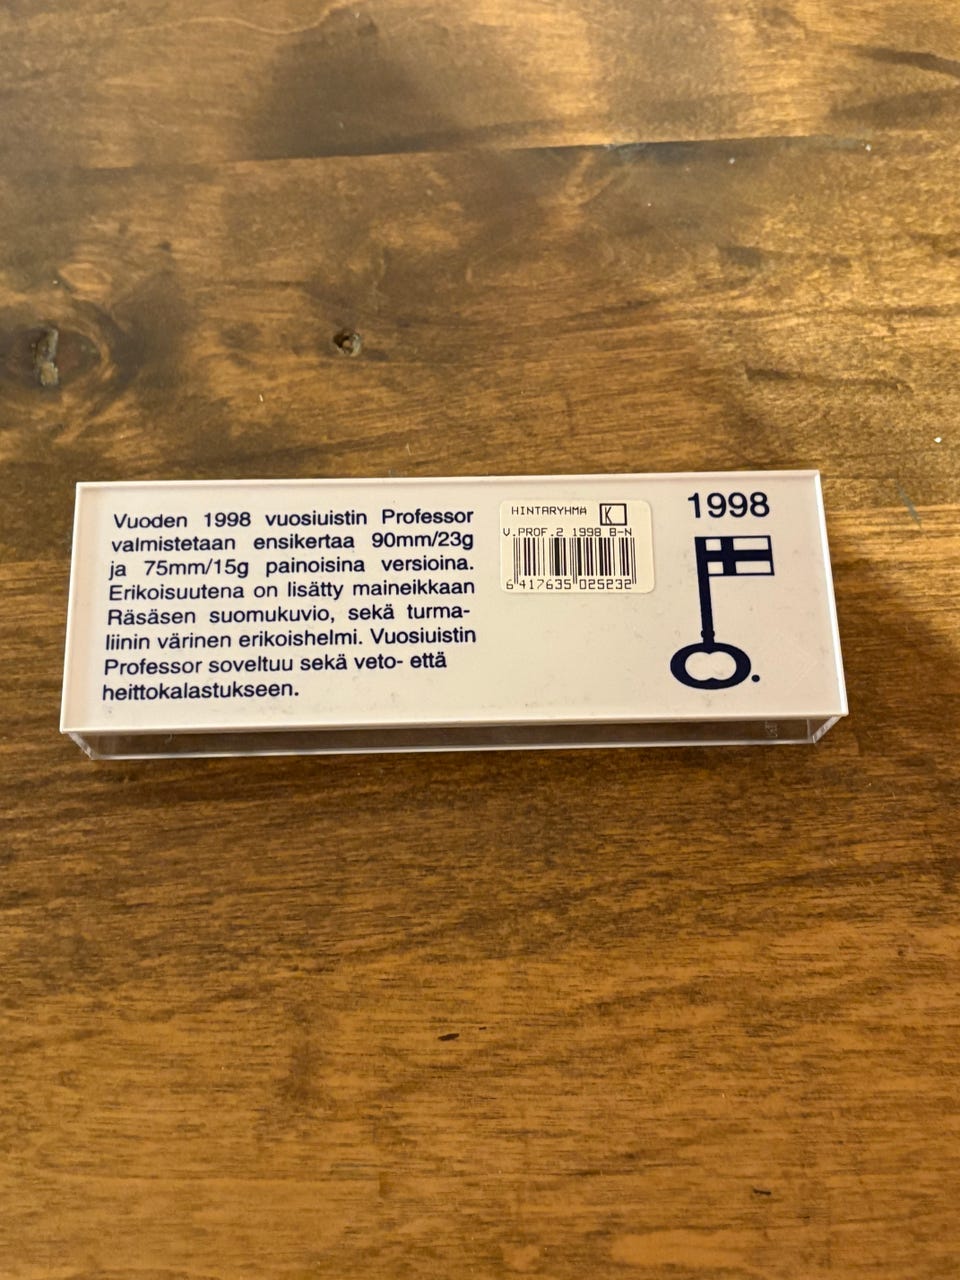 Vuoden 1998 vuosiuistin Professor
valmistetaan ensikertaa 90mm/23g
ja 75mm/15g painoisina versioina.
Erikoisuutena on lisätty maineikkaan
Räsäsen suomukuvio, sekä turma-
liinin värinen erikoishelmi. Vuosiuistin
Professor soveltuu sekä veto- että
heittokalastukseen.
HINTARYHMÄ K
V.PROF.2 1998 B-N
6 417635 025232
1998